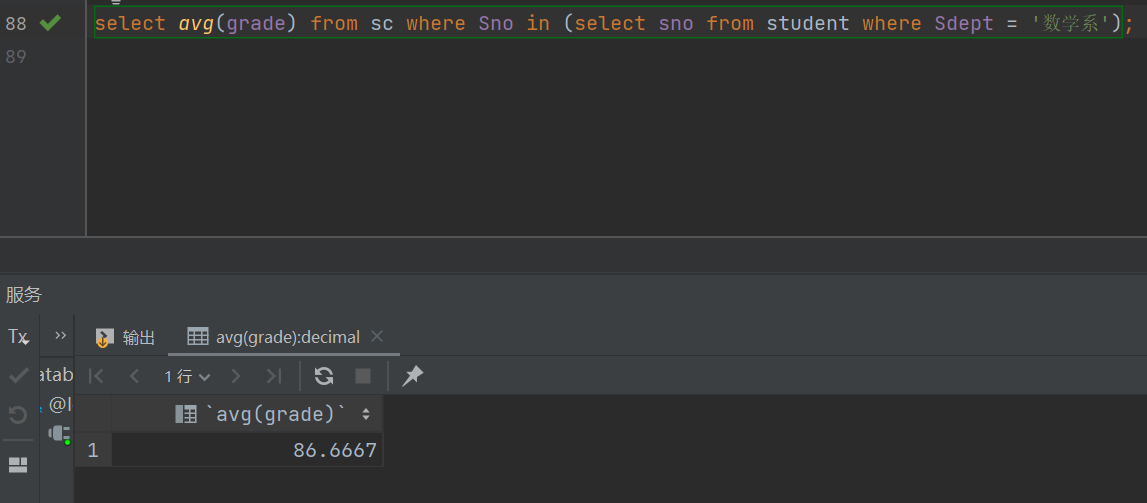 88 select avg(grade) from sc where Sno in (select sno from student where Sdept = '数学系');
89
服务
Tx » 输出 avg(grade):decimal
1 行
atab
@l
`avg(grade)`
1 86.6667